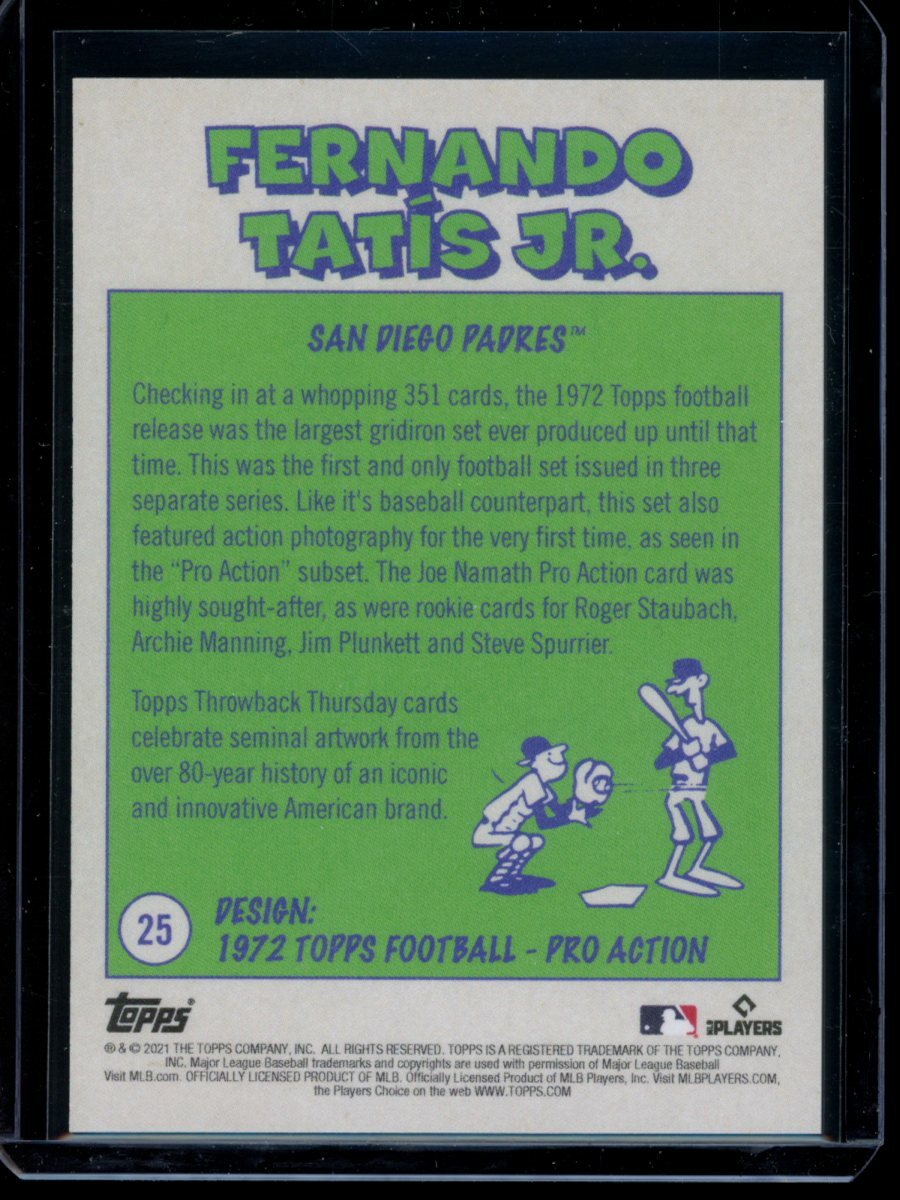 FERNANDO
TATÍS JR.
SAN DIEGO PADRES™
Checking in at a whopping 351 cards, the 1972 Topps football
release was the largest gridiron set ever produced up until that
time. This was the first and only football set issued in three
separate series. Like it's baseball counterpart, this set also
featured action photography for the very first time, as seen in
the “Pro Action” subset. The Joe Namath Pro Action card was
highly sought-after, as were rookie cards for Roger Staubach,
Archie Manning, Jim Plunkett and Steve Spurrier.
Topps Throwback Thursday cards
celebrate seminal artwork from the
over 80-year history of an iconic
and innovative American brand.
25
DESIGN:
1972 TOPPS FOOTBALL - PRO ACTION
TOPPS®
MLB PLAYERS
® & © 2021 THE TOPPS COMPANY, INC. ALL RIGHTS RESERVED. TOPPS IS A REGISTERED TRADEMARK OF THE TOPPS COMPANY,
INC. Major League Baseball trademarks and copyrights are used with permission of Major League Baseball
Visit MLB.com. OFFICIALLY LICENSED PRODUCT OF MLB. Officially Licensed Product of MLB Players, Inc. Visit MLBPLAYERS.COM,
the Players Choice on the web WWW.TOPPS.COM